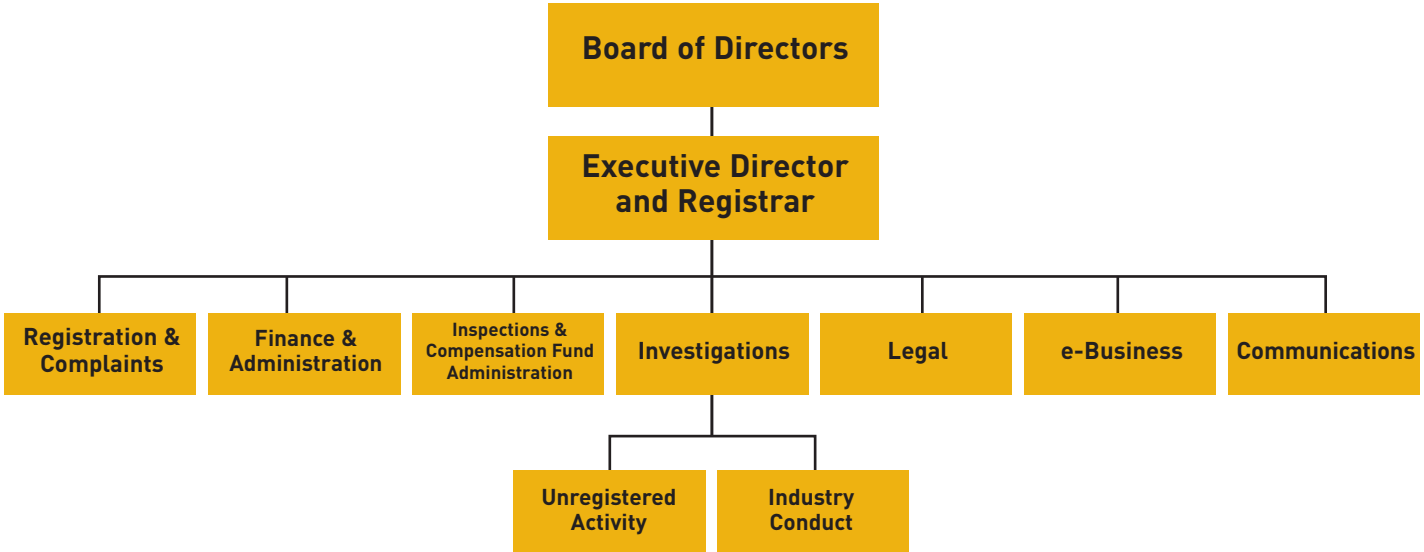 Board of Directors
Executive Director
and Registrar
Registration &
Complaints
Finance &
Administration
Inspections &
Compensation Fund
Administration
Investigations
Legal
e-Business
Communications
Unregistered
Activity
Industry
Conduct